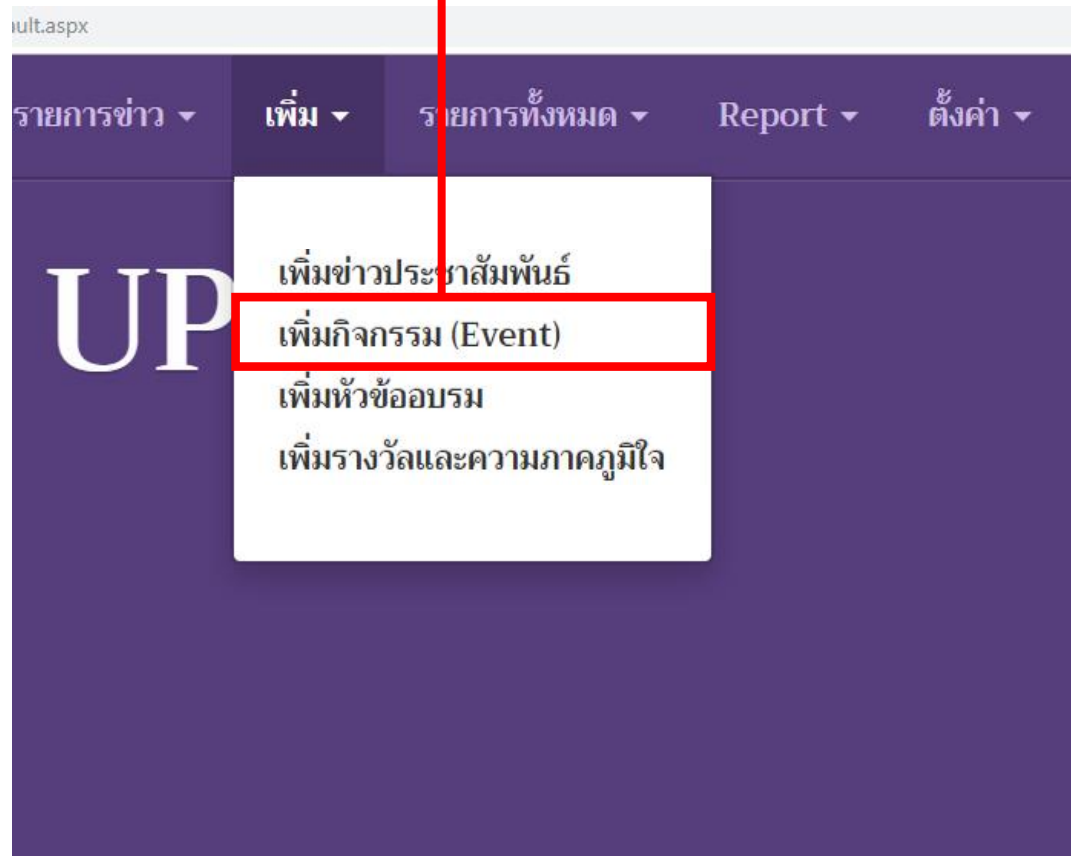 ult.aspx
รายการข่าว เพิ่ม รายการทั้งหมด Report ตั้งค่า
UP
เพิ่มข่าวประชาสัมพันธ์
เพิ่มกิจกรรม (Event)
เพิ่มหัวข้ออบรม
เพิ่มรางวัลและความภาคภูมิใจ